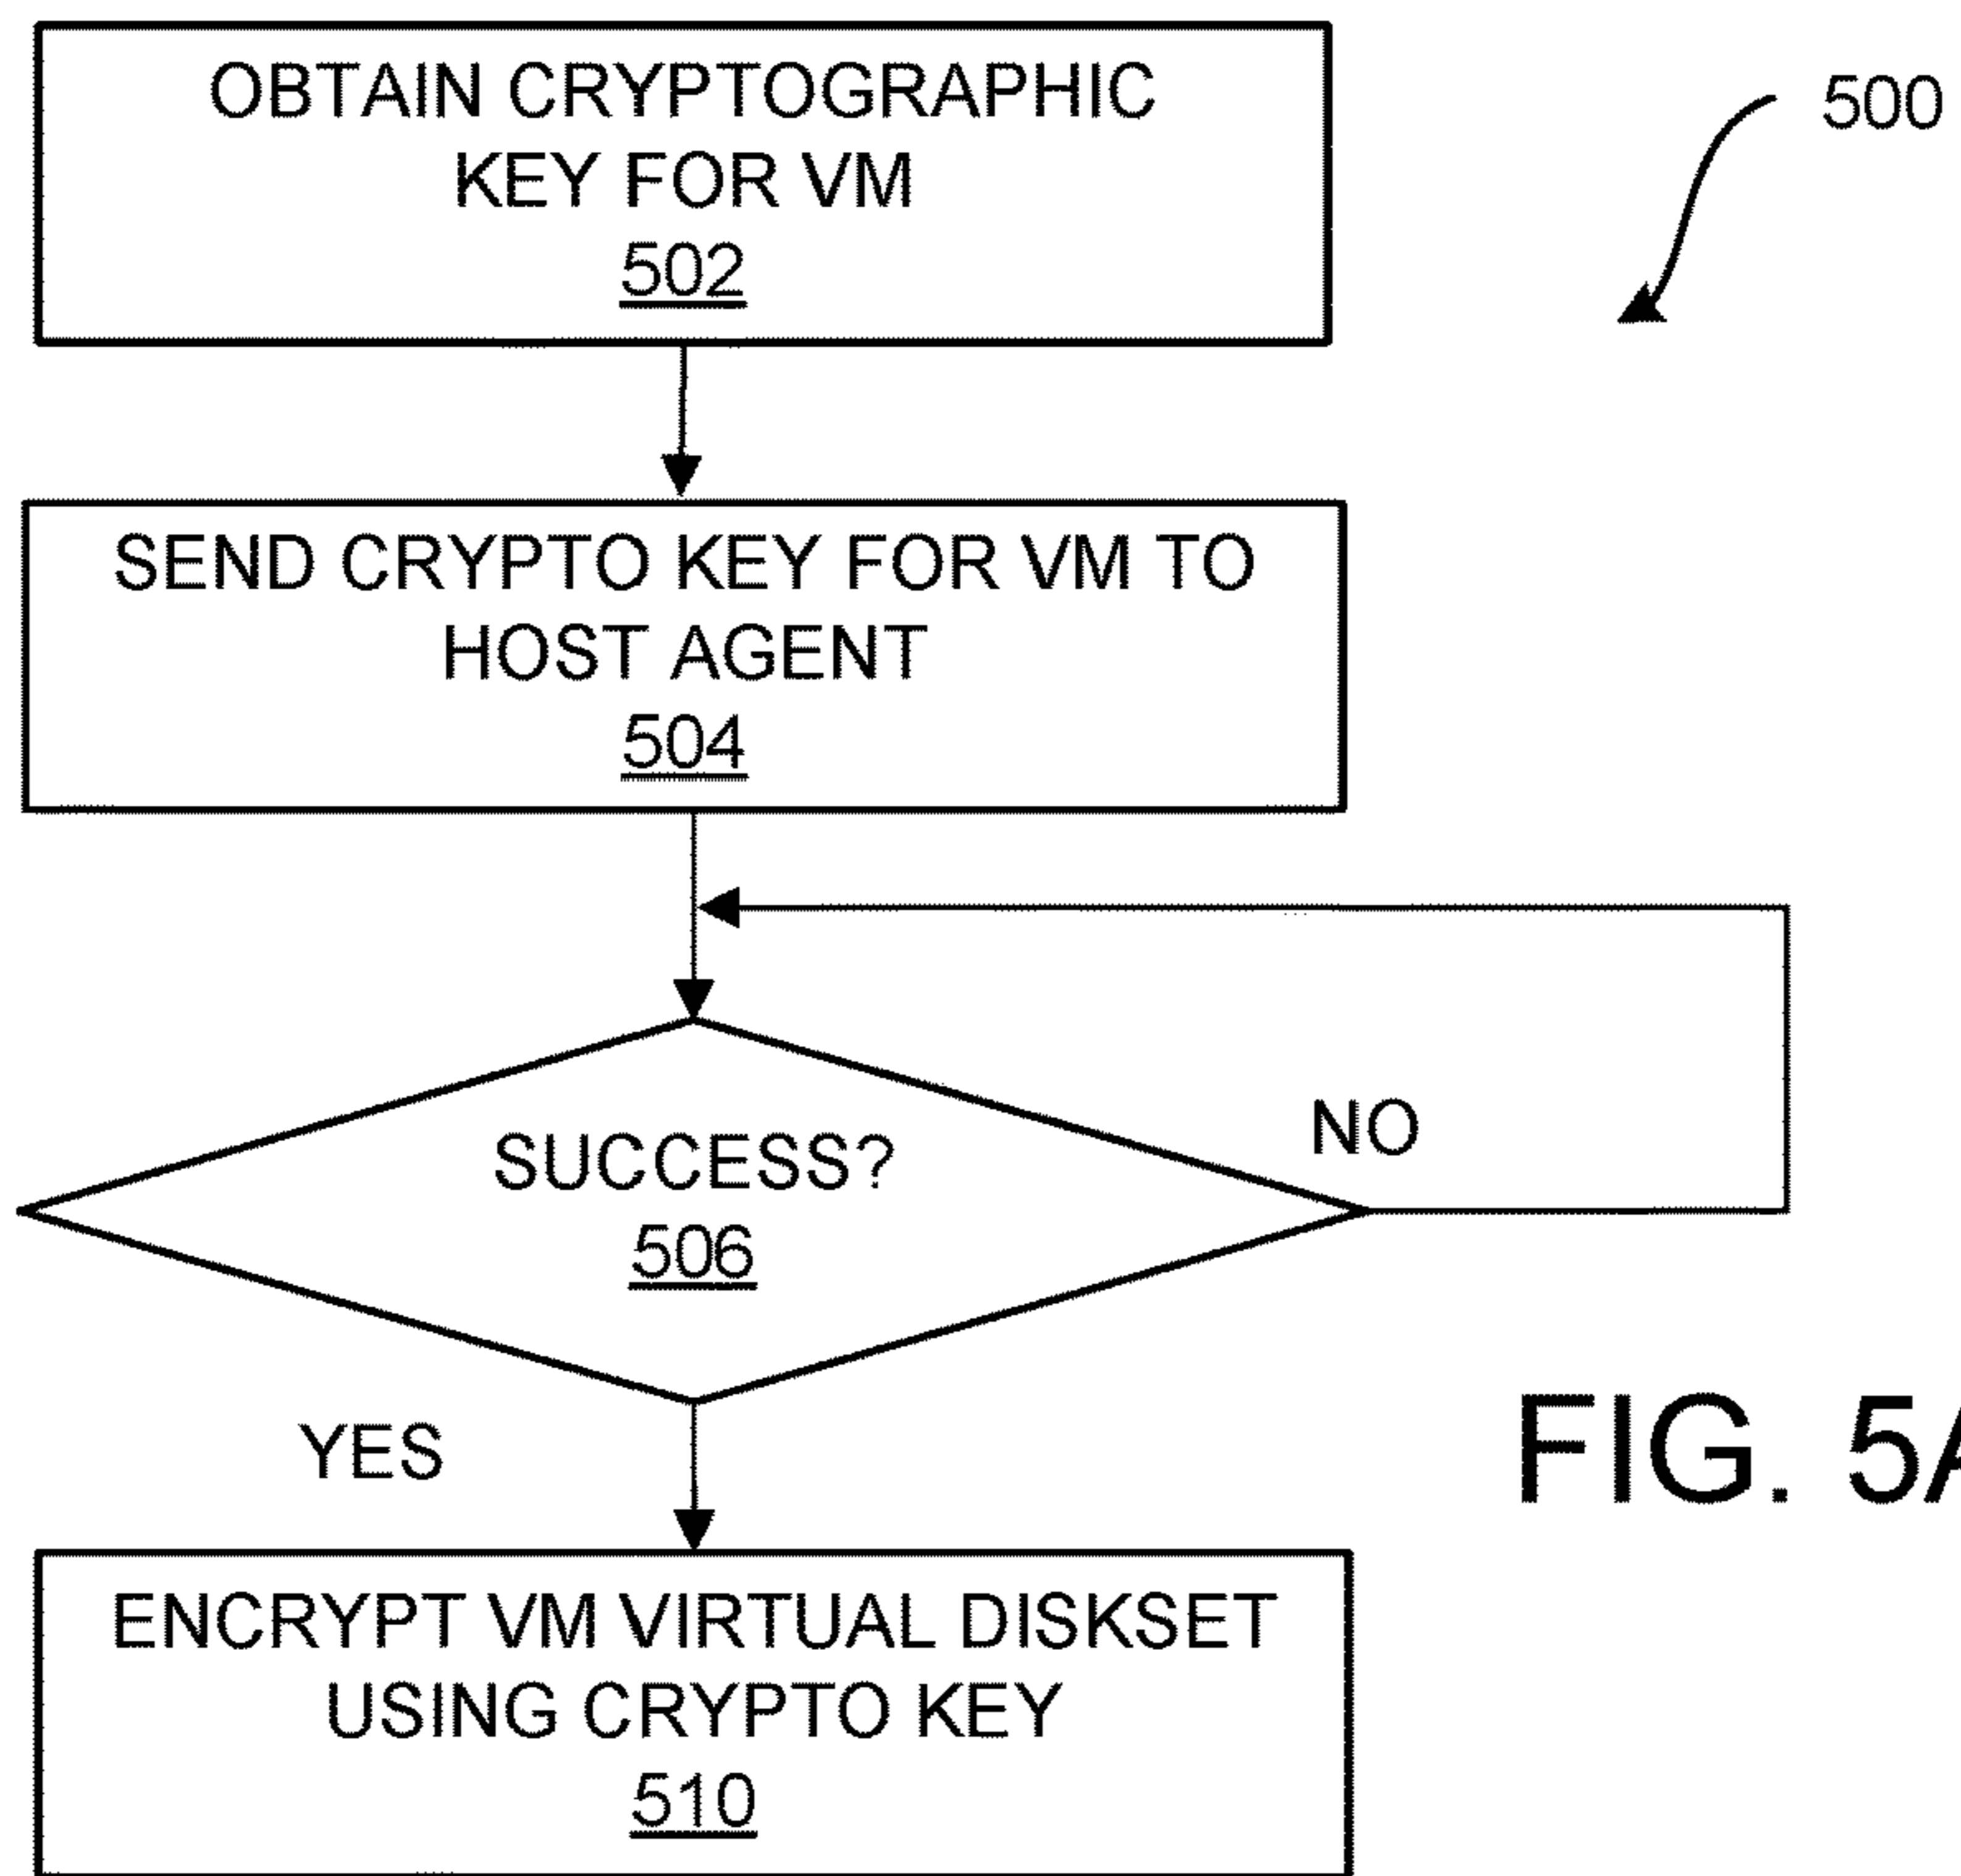 OBTAIN CRYPTOGRAPHIC
KEY FOR VM
502
500
SEND CRYPTO KEY FOR VM TO
HOST AGENT
504
NO
SUCCESS?
506
YES
FIG. 5A
ENCRYPT VM VIRTUAL DISKSET
USING CRYPTO KEY
510